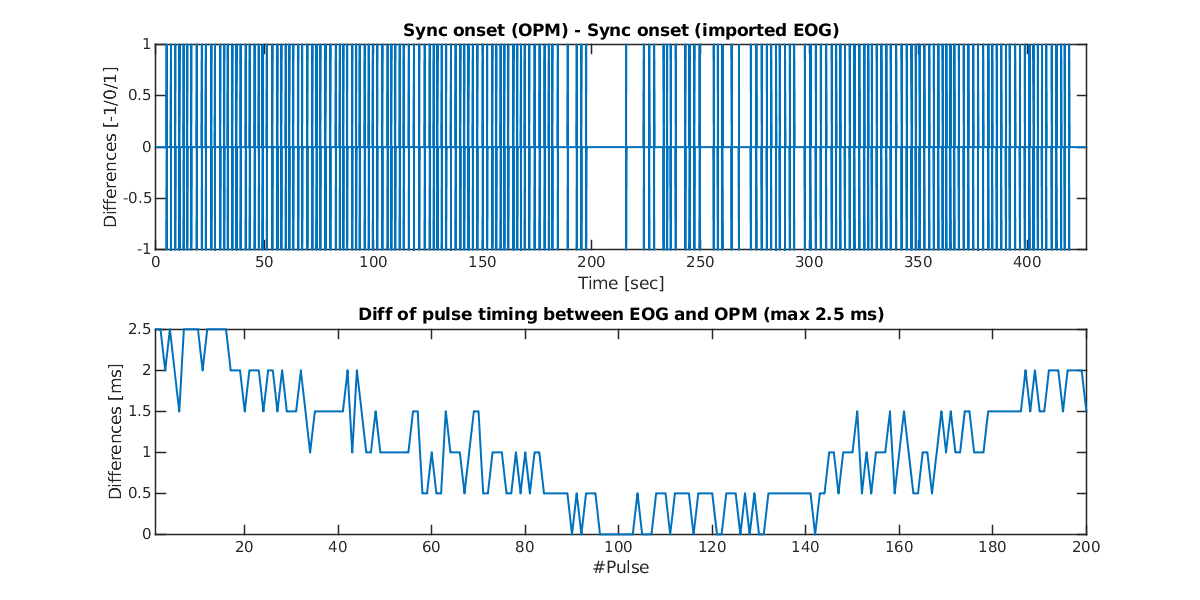 Sync onset (OPM) - Sync onset (imported EOG)
Differences [-1/0/1]
1
0.5
0
-0.5
-1
0 50 100 150 200 250 300 350 400
Time [sec]
Diff of pulse timing between EOG and OPM (max 2.5 ms)
Differences [ms]
2.5
2
1.5
1
0.5
0
20 40 60 80 100 120 140 160 180 200
#Pulse